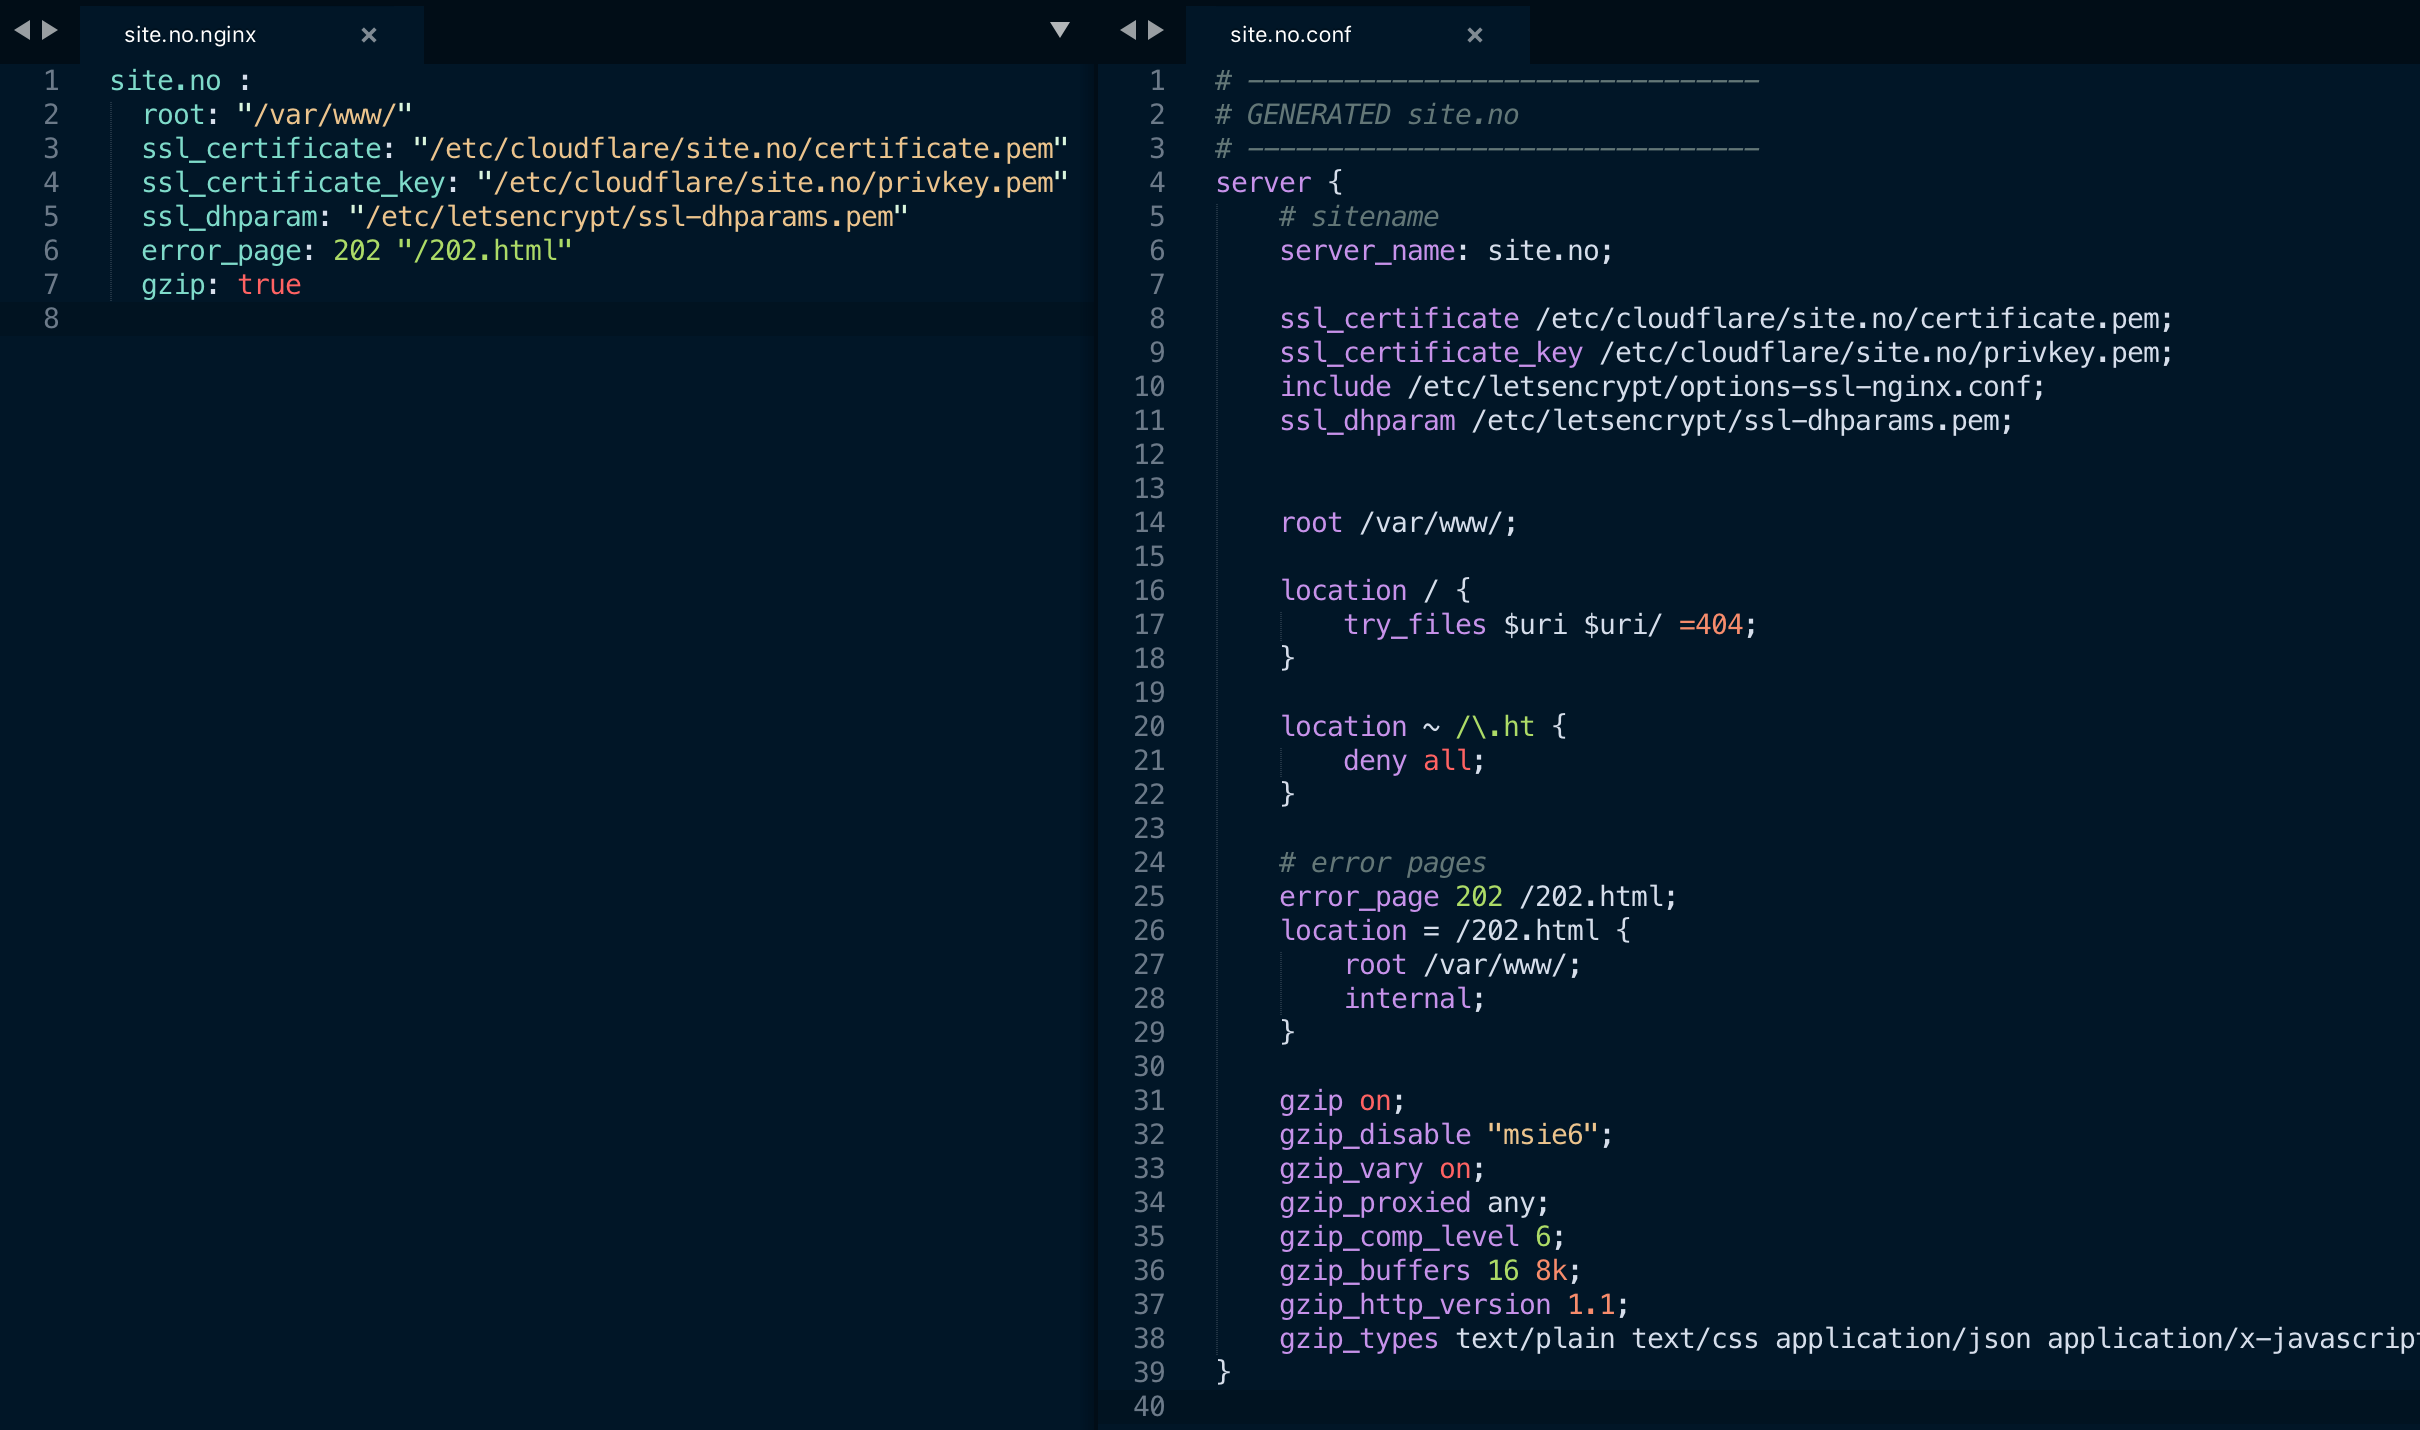 site.no.nginx
1 site.no :
2 root: "/var/www/"
3 ssl_certificate: "/etc/cloudflare/site.no/certificate.pem"
4 ssl_certificate_key: "/etc/cloudflare/site.no/privkey.pem"
5 ssl_dhparam: "/etc/letsencrypt/ssl-dhparams.pem"
6 error_page: 202 "/202.html"
7 gzip: true
8
site.no.conf
1 # --------------------------------
2 # GENERATED site.no
3 # --------------------------------
4 server {
5 # sitename
6 server_name: site.no;
7
8 ssl_certificate /etc/cloudflare/site.no/certificate.pem;
9 ssl_certificate_key /etc/cloudflare/site.no/privkey.pem;
10 include /etc/letsencrypt/options-ssl-nginx.conf;
11 ssl_dhparam /etc/letsencrypt/ssl-dhparams.pem;
12
13
14 root /var/www/;
15
16 location / {
17 try_files $uri $uri/ =404;
18 }
19
20 location ~ /\.ht {
21 deny all;
22 }
23
24 # error pages
25 error_page 202 /202.html;
26 location = /202.html {
27 root /var/www/;
28 internal;
29 }
30
31 gzip on;
32 gzip_disable "msie6";
33 gzip_vary on;
34 gzip_proxied any;
35 gzip_comp_level 6;
36 gzip_buffers 16 8k;
37 gzip_http_version 1.1;
38 gzip_types text/plain text/css application/json application/x-javascrip
39 }
40